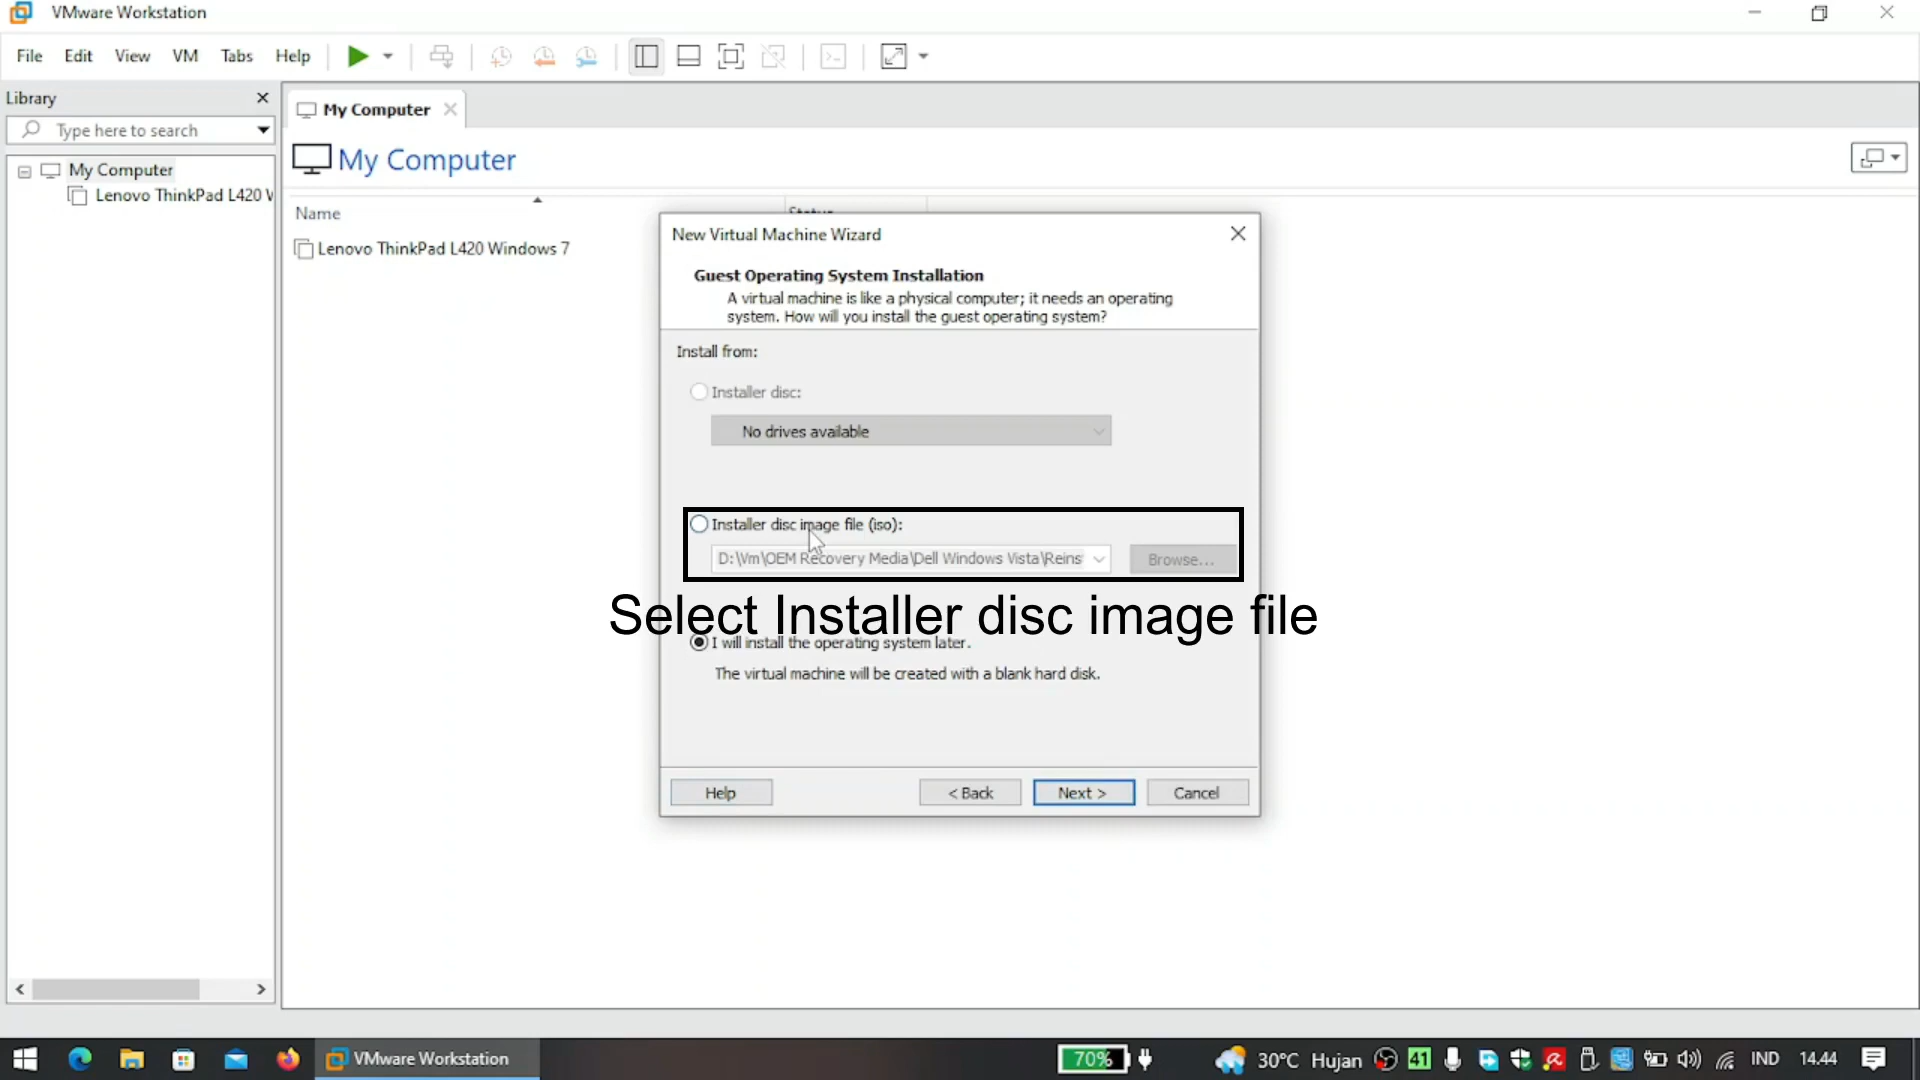 VMware Workstation
File Edit View VM Tabs Help
Library
My Computer
Type here to search
My Computer
My Computer
Lenovo ThinkPad L420
Name
Lenovo ThinkPad L420 Windows 7
New Virtual Machine Wizard
Guest Operating System Installation
A virtual machine is like a physical computer; it needs an operating
system. How will you install the guest operating system?
Install from:
Installer disc:
No drives available
Installer disc image file (iso):
D:\Vm\OEM Recovery Media\Dell Windows Vista\Reins
Browse...
Select Installer disc image file
I will install the operating system later.
The virtual machine will be created with a blank hard disk.
Help < Back Next > Cancel
VMware Workstation 70% 30°C Hujan 41 IND 14.44